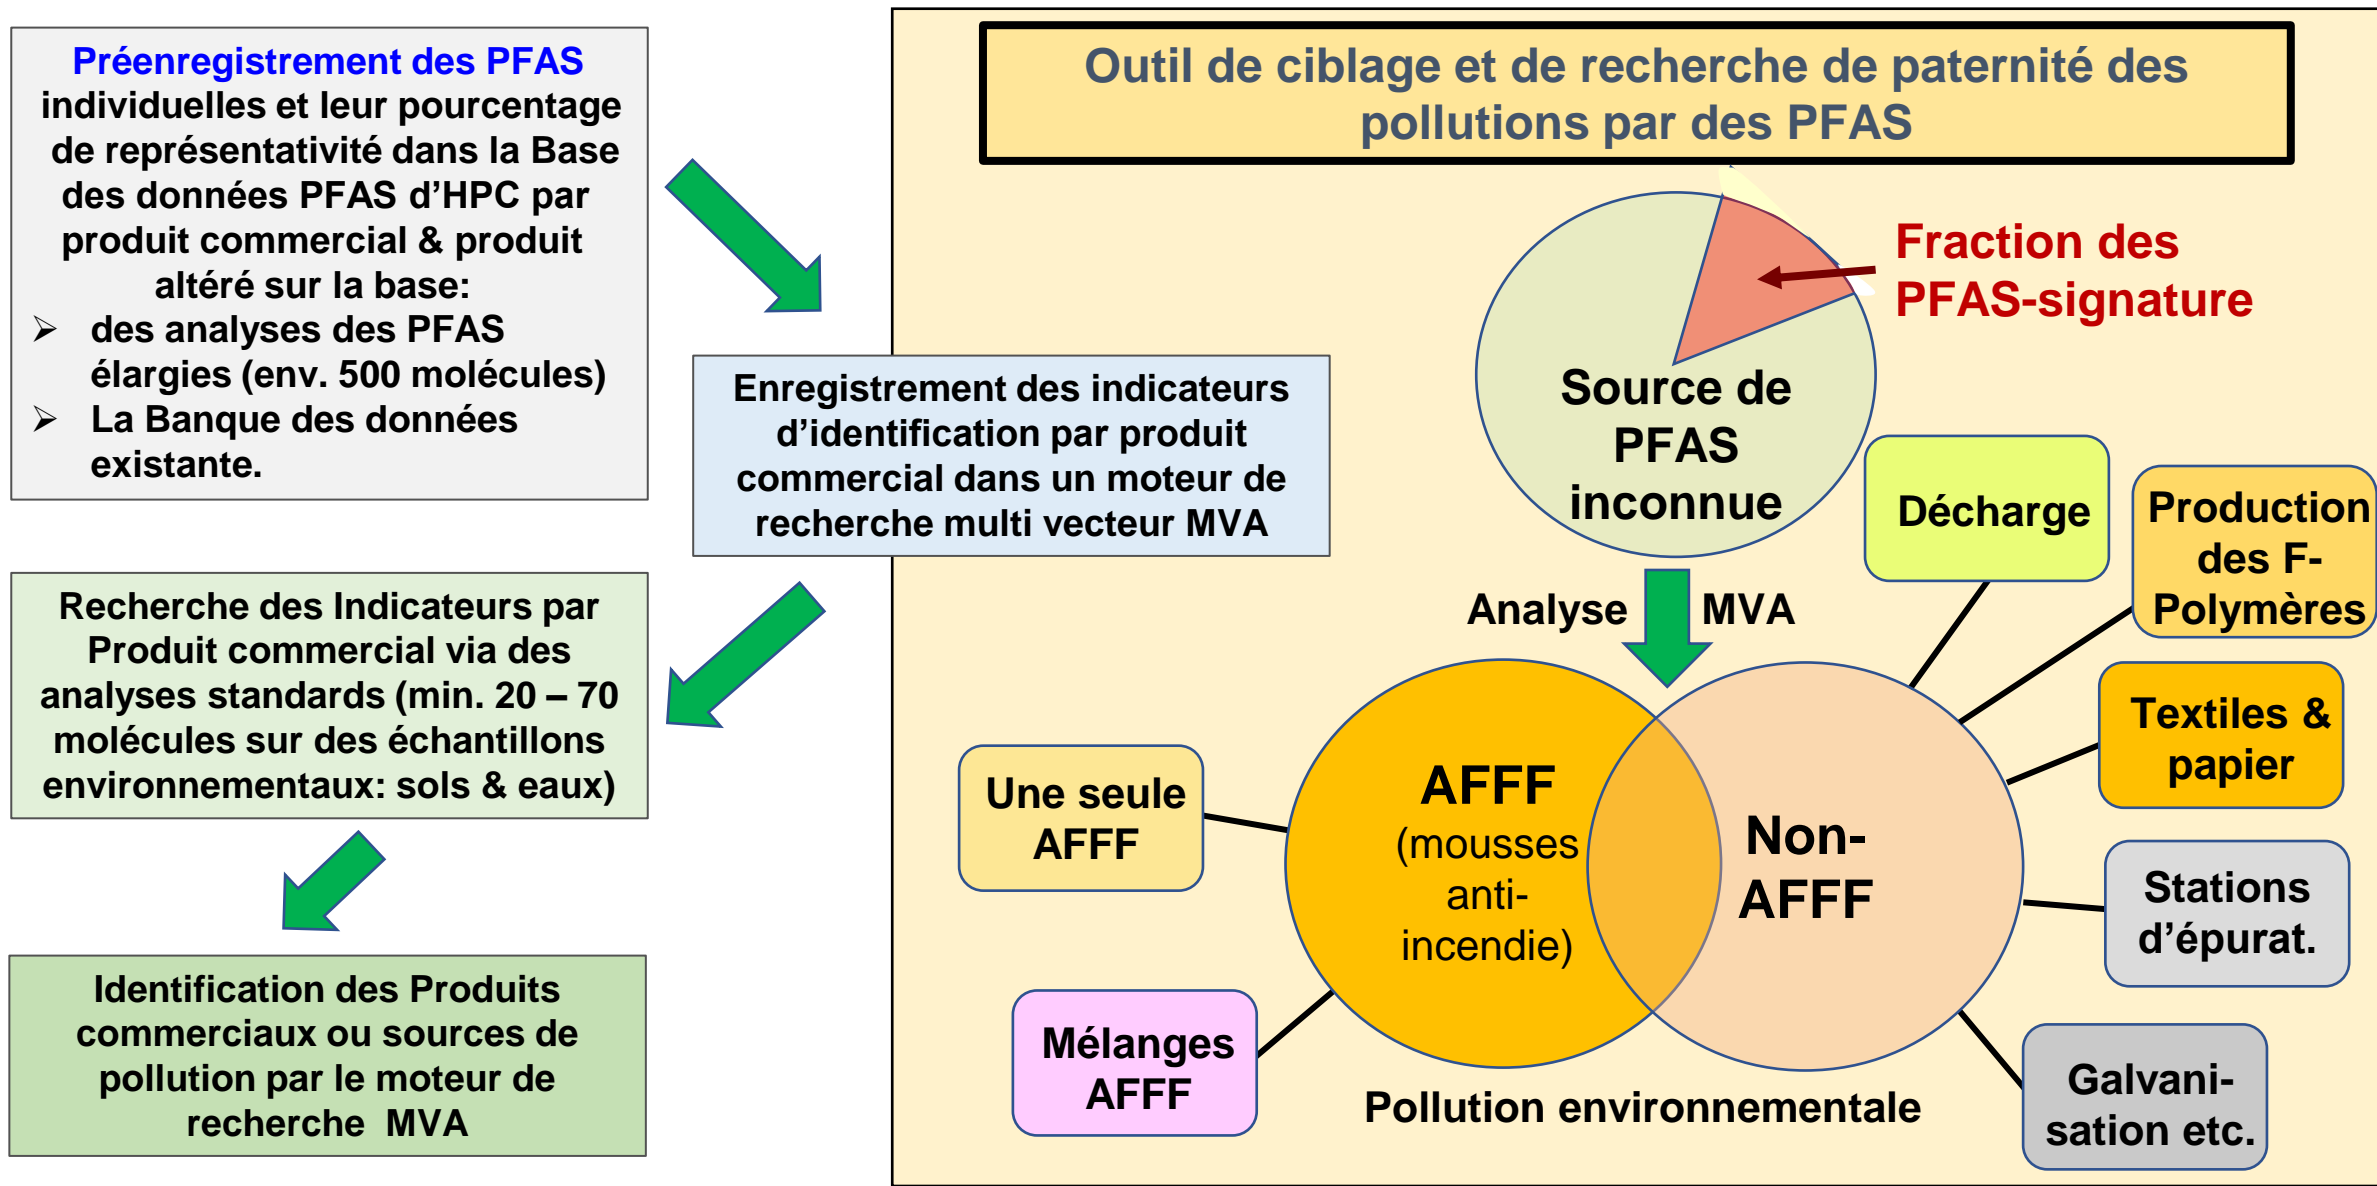 Préenregistrement des PFAS
individuelles et leur pourcentage
de représentativité dans la Base
des données PFAS d’HPC par
produit commercial & produit
altéré sur la base:
➢ des analyses des PFAS
élargies (env. 500 molécules)
➢ La Banque des données
existante.
Enregistrement des indicateurs
d’identification par produit
commercial dans un moteur de
recherche multi vecteur MVA
Recherche des Indicateurs par
Produit commercial via des
analyses standards (min. 20 – 70
molécules sur des échantillons
environnementaux: sols & eaux)
Identification des Produits
commerciaux ou sources de
pollution par le moteur de
recherche MVA
Outil de ciblage et de recherche de paternité des
pollutions par des PFAS
Fraction des
PFAS-signature
Source de
PFAS
inconnue
Analyse MVA
Décharge
Production
des F-
Polymères
Textiles &
papier
Stations
d’épurat.
Galvani-
sation etc.
Une seule
AFFF
Mélanges
AFFF
AFFF
(mousses
anti-
incendie)
Non-
AFFF
Pollution environnementale